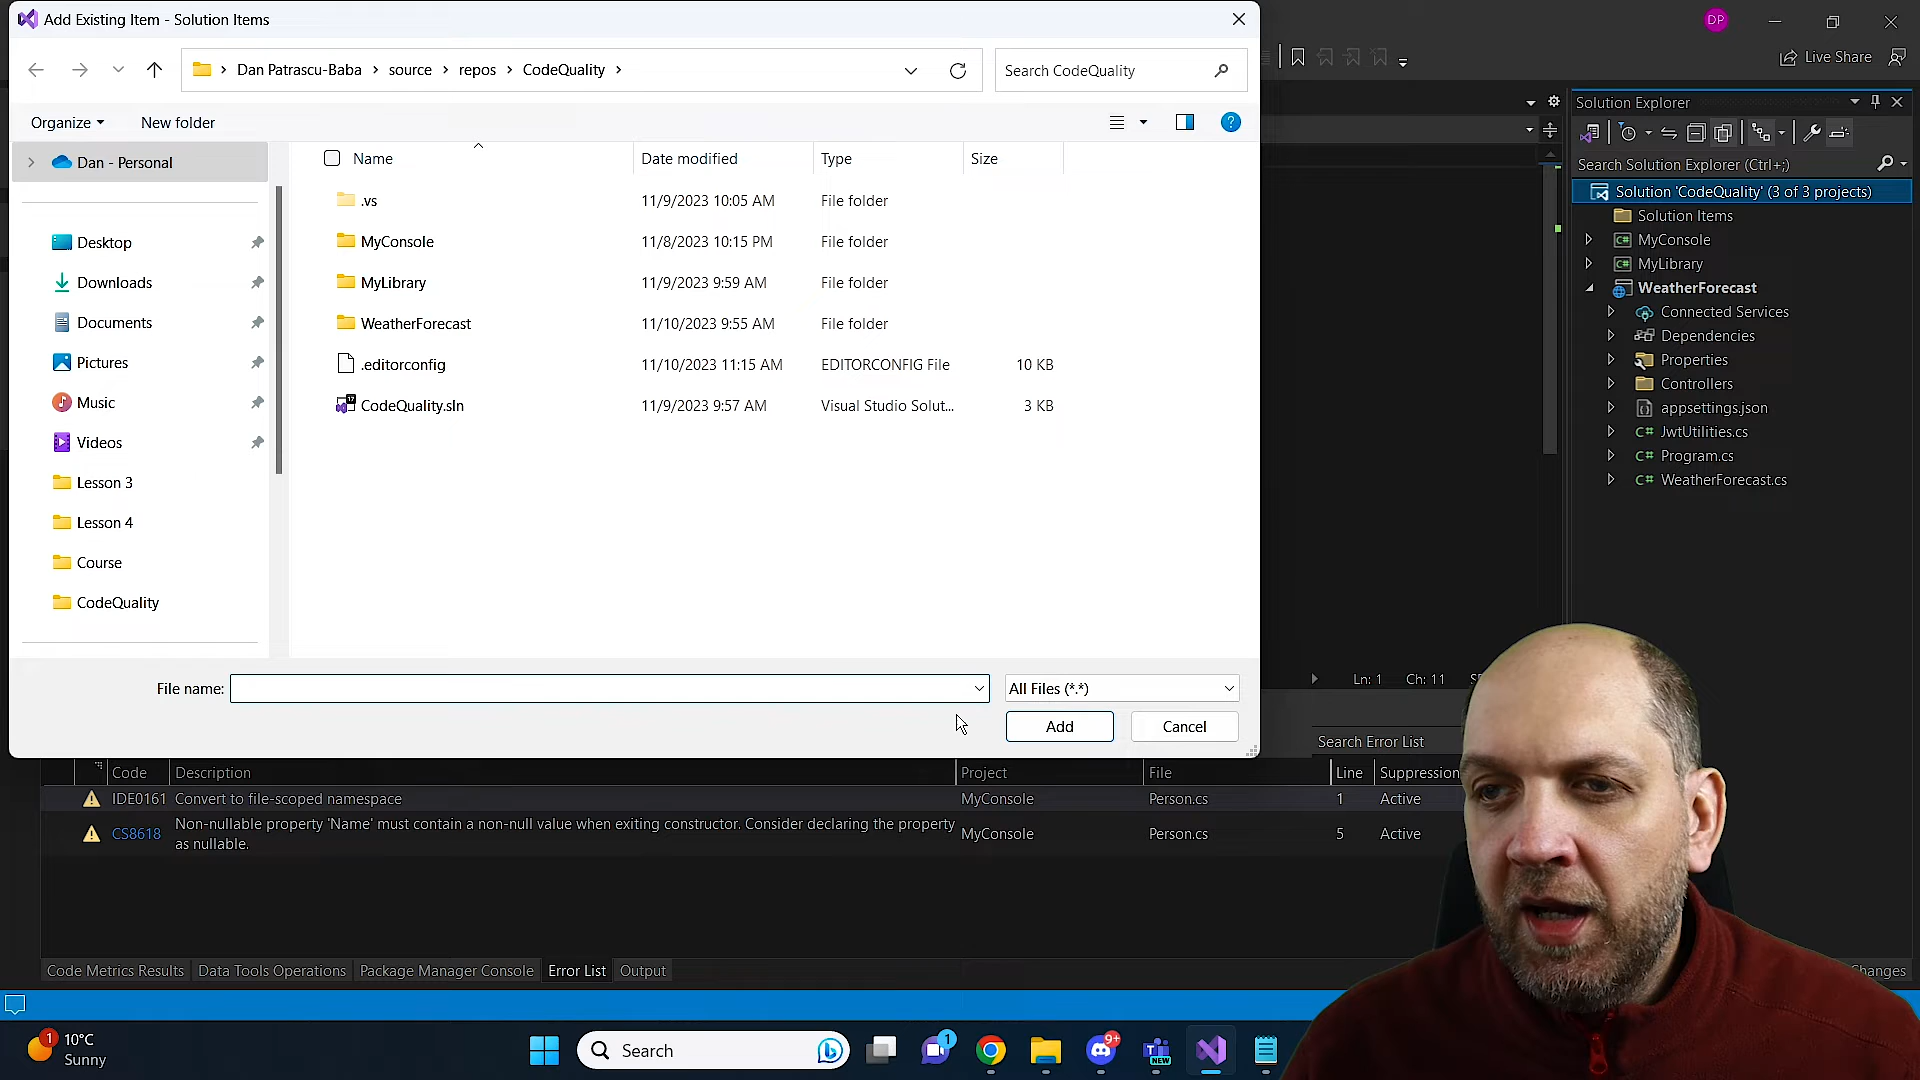 Add Existing Item - Solution Items
DP
Dan Patrascu-Baba
source
repos
CodeQuality
Search CodeQuality
Live Share
Organize
New folder
?
Solution Explorer
Search Solution Explorer (Ctrl+;)
Dan - Personal
Desktop
Downloads
Documents
Pictures
Music
Videos
Lesson 3
Lesson 4
Course
CodeQuality
Name Date modified Type Size
.vs 11/9/2023 10:05 AM File folder
MyConsole 11/8/2023 10:15 PM File folder
MyLibrary 11/9/2023 9:59 AM File folder
WeatherForecast 11/10/2023 9:55 AM File folder
.editorconfig 11/10/2023 11:15 AM EDITORCONFIG File 10 KB
CodeQuality.sln 11/9/2023 9:57 AM Visual Studio Solut... 3 KB
Solution 'CodeQuality' (3 of 3 projects)
Solution Items
C# MyConsole
C# MyLibrary
WeatherForecast
Connected Services
Dependencies
Properties
Controllers
appsettings.json
C# JwtUtilities.cs
C# Program.cs
C# WeatherForecast.cs
File name:
All Files (*.*)
Add
Cancel
Ln: 1 Ch: 11
Search Error List
Code Description Project File Line Suppression
IDE0161 Convert to file-scoped namespace MyConsole Person.cs 1 Active
CS8618 Non-nullable property 'Name' must contain a non-null value when exiting constructor. Consider declaring the property as nullable. MyConsole Person.cs 5 Active
Code Metrics Results Data Tools Operations Package Manager Console Error List Output
Changes
1
10°C
Sunny
Search
1
9+
NEW